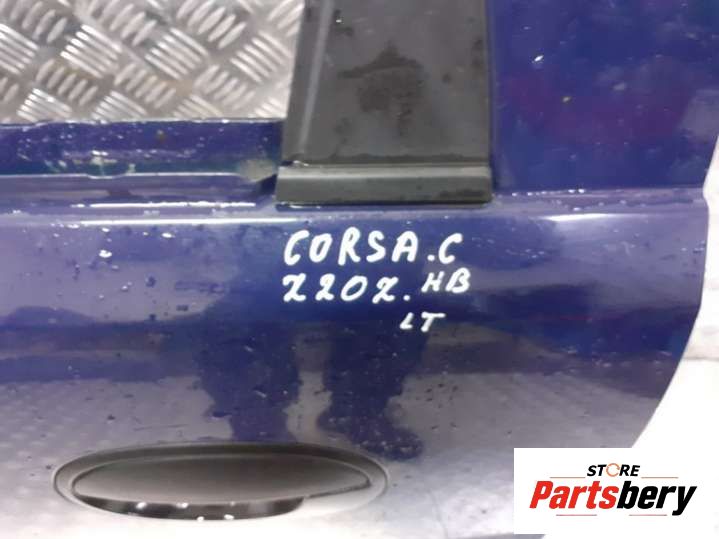 CORSA.C
Z20Z. HB
LT
STORE
Partsbery